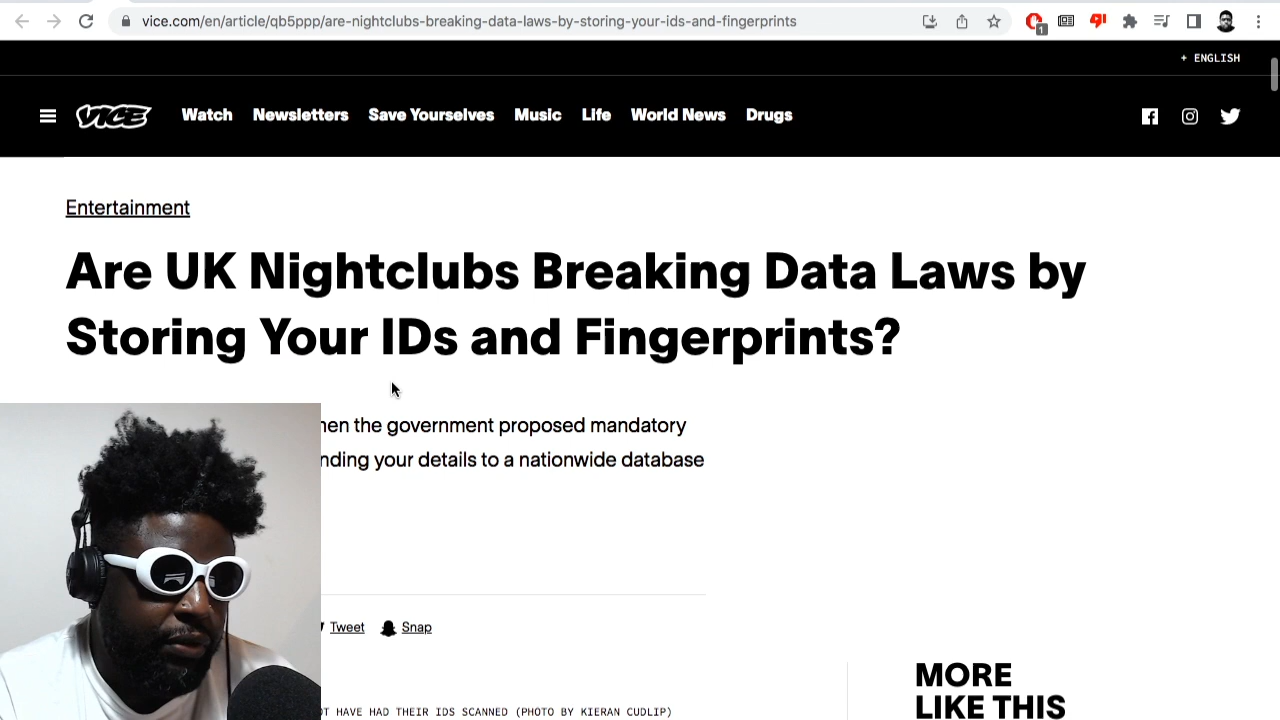 vice.com/en/article/qb5ppp/are-nightclubs-breaking-data-laws-by-storing-your-ids-and-fingerprints
1
+ ENGLISH
VICE Watch Newsletters Save Yourselves Music Life World News Drugs
Entertainment
Are UK Nightclubs Breaking Data Laws by
Storing Your IDs and Fingerprints?
the government proposed mandatory
your details to a nationwide database
Tweet Snap
MORE
LIKE THIS
HAVE HAD THEIR IDS SCANNED (PHOTO BY KIERAN CUDLIP)